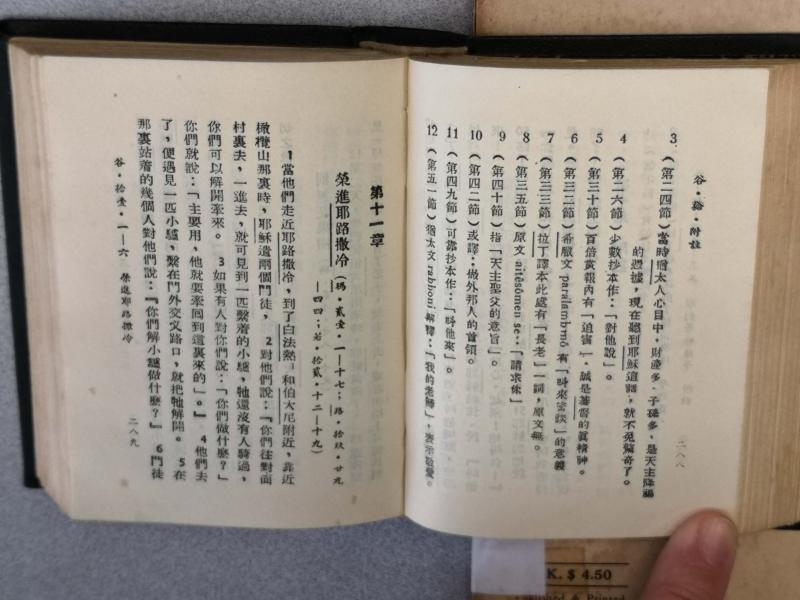 谷·拾·附註
二八八
3 （第二四節）當時猶太人心目中，財產多，子孫多，是天主降福
的憑據，現在聽到耶穌這話，就不免驚奇了。
4 （第二六節）少數抄本作：「對他說」。
5 （第三十節）百倍賞報內有「迫害」，誠是基督的眞精神。
6 （第三二節）希臘文 paralambanō 有「叫來密談」的意義
7 （第三三節）拉丁譯本此處有「長老」一詞，原文無。
8 （第三五節）原文 aitēsōmen se：「請求你」
9 （第四十節）指「天主聖父的意旨」。
10 （第四二節）或譯：做外邦人的首領。
11 （第四九節）可靠抄本作：「叫他來」。
12 （第五一節）猶太文 rabboni 解釋：「我的老師」，表示敬愛。
第十一章
榮進耶路撒冷（瑪·貳壹·1—十七；路·拾玖·廿九
—四四；若·拾貳·十二—十九）
1當他們走近耶路撒冷，到了白法熱，和伯大尼附近，靠近
橄欖山那裏時，耶穌遣兩個門徒， 2對他們說：『你們往對面
村裏去，一進去，就可見到一匹繫着的小驢，牠還沒有人騎過，
你們可以解開牽來。 3如果有人對你們說：「你們做什麼？」
你們就說：「主要用，他就要牽回到這裏來的」。』 4他們去
了，便遇見一匹小驢，繫在門外交叉路口，就把牠解開。 5在
那裏站着的幾個人對他們說：『你們解小驢做什麼？』 6門徒
谷·拾壹·1—六 榮進耶路撒冷
二八九
K. $ 4.50
Printed